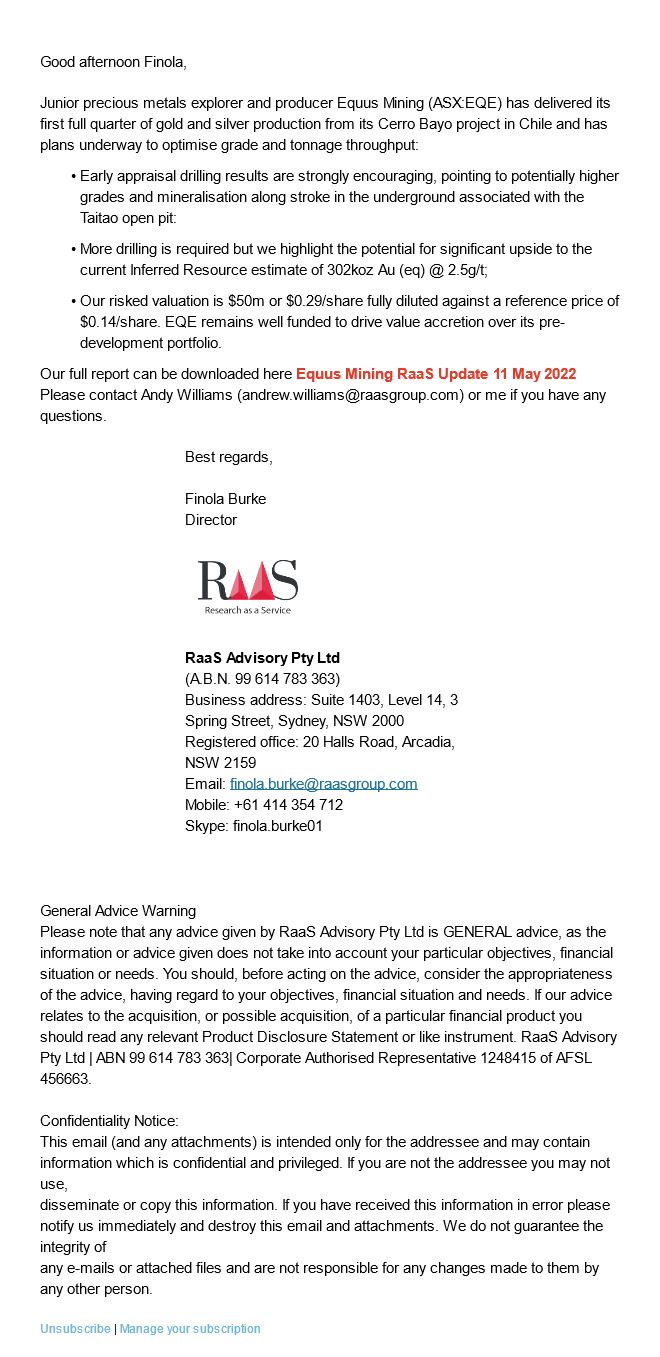 Good afternoon Finola,
Junior precious metals explorer and producer Equus Mining (ASX:EQE) has delivered its
first full quarter of gold and silver production from its Cerro Bayo project in Chile and has
plans underway to optimise grade and tonnage throughput:
• Early appraisal drilling results are strongly encouraging, pointing to potentially higher
grades and mineralisation along stroke in the underground associated with the
Taitao open pit:
• More drilling is required but we highlight the potential for significant upside to the
current Inferred Resource estimate of 302koz Au (eq) @ 2.5g/t;
• Our risked valuation is $50m or $0.29/share fully diluted against a reference price of
$0.14/share. EQE remains well funded to drive value accretion over its pre-
development portfolio.
Our full report can be downloaded here Equus Mining RaaS Update 11 May 2022
Please contact Andy Williams (andrew.williams@raasgroup.com) or me if you have any
questions.
Best regards,
Finola Burke
Director
RaaS
Research as a Service
RaaS Advisory Pty Ltd
(A.B.N. 99 614 783 363)
Business address: Suite 1403, Level 14, 3
Spring Street, Sydney, NSW 2000
Registered office: 20 Halls Road, Arcadia,
NSW 2159
Email: finola.burke@raasgroup.com
Mobile: +61 414 354 712
Skype: finola.burke01
General Advice Warning
Please note that any advice given by RaaS Advisory Pty Ltd is GENERAL advice, as the
information or advice given does not take into account your particular objectives, financial
situation or needs. You should, before acting on the advice, consider the appropriateness
of the advice, having regard to your objectives, financial situation and needs. If our advice
relates to the acquisition, or possible acquisition, of a particular financial product you
should read any relevant Product Disclosure Statement or like instrument. RaaS Advisory
Pty Ltd | ABN 99 614 783 363| Corporate Authorised Representative 1248415 of AFSL
456663.
Confidentiality Notice:
This email (and any attachments) is intended only for the addressee and may contain
information which is confidential and privileged. If you are not the addressee you may not
use,
disseminate or copy this information. If you have received this information in error please
notify us immediately and destroy this email and attachments. We do not guarantee the
integrity of
any e-mails or attached files and are not responsible for any changes made to them by
any other person.
Unsubscribe | Manage your subscription